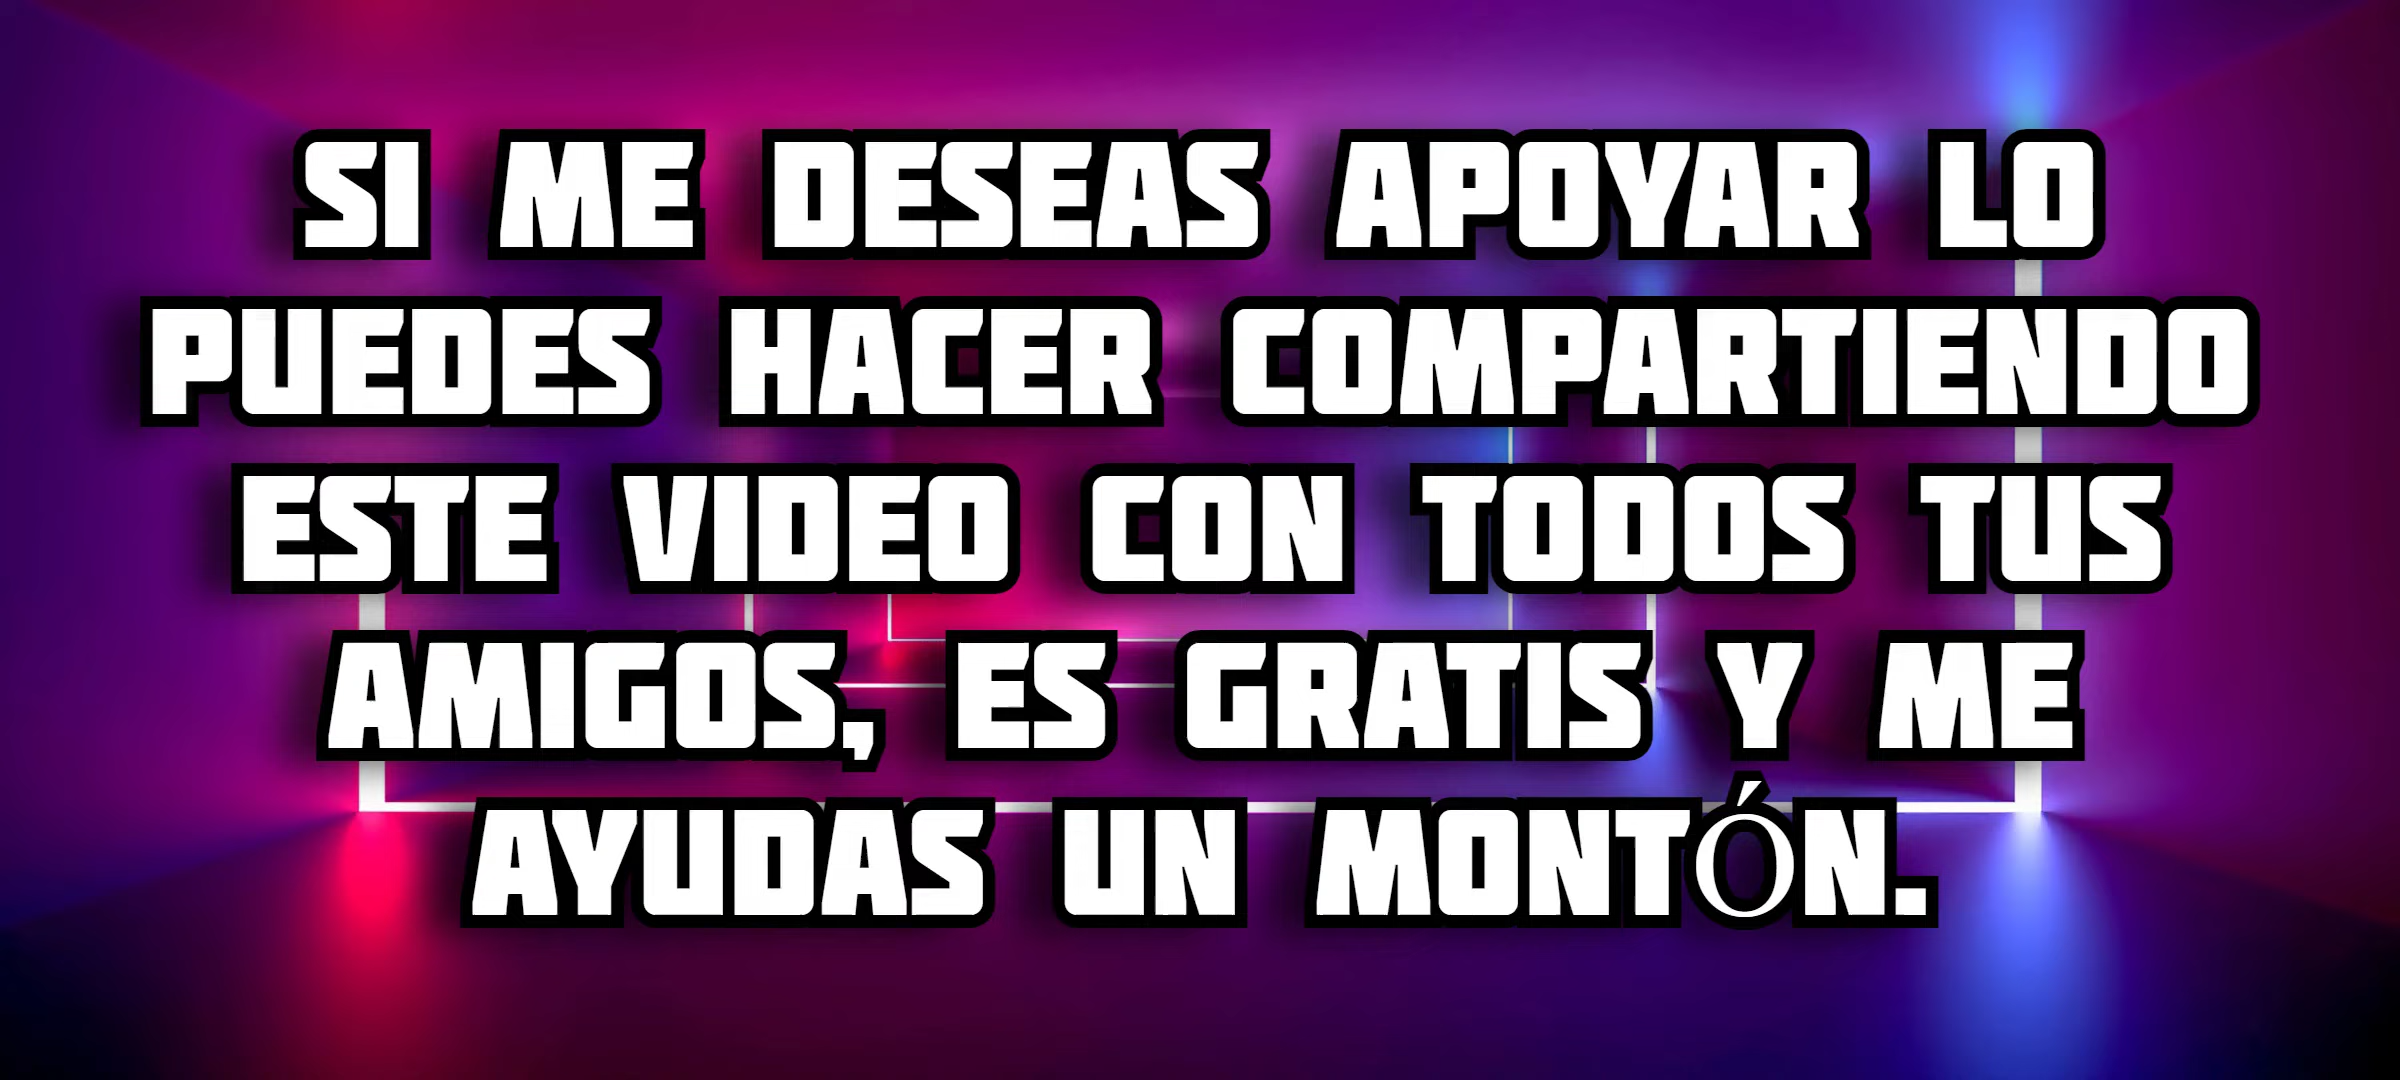 SI ME DESEAS APOYAR LO
PUEDES HACER COMPARTIENDO
ESTE VIDEO CON TODOS TUS
AMIGOS, ES GRATIS Y ME
AYUDAS UN MONTÓN.